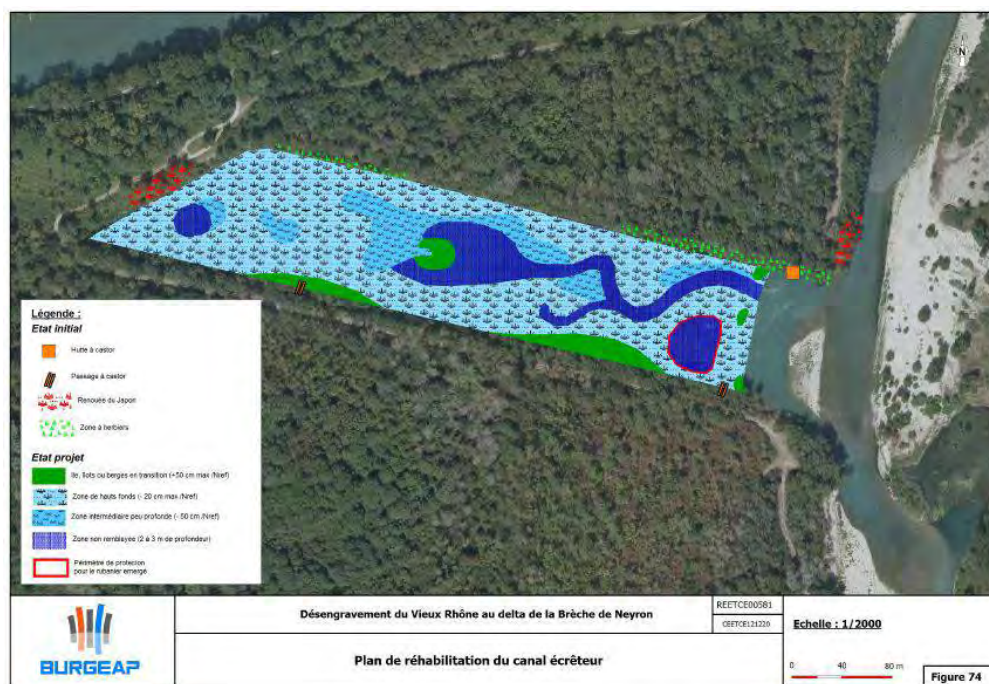 N
Légende :
Etat initial
Hutte à castor
Passage à castor
Renouée du Japon
Zone à herbiers
Etat projet
Ile, îlots ou berges en transition (+50 cm max /Nref)
Zone de hauts fonds (- 20 cm max /Nref)
Zone intermédiaire peu profonde (- 50 cm /Nref)
Zone non remblayée (2 à 3 m de profondeur)
Périmètre de protection
pour le rubanier émergé
BURGEAP
Désengravement du Vieux Rhône au delta de la Brèche de Neyron
Plan de réhabilitation du canal écrêteur
REETCE00581
CEETCE121220
Echelle : 1/2000
0 40 80 m
Figure 74